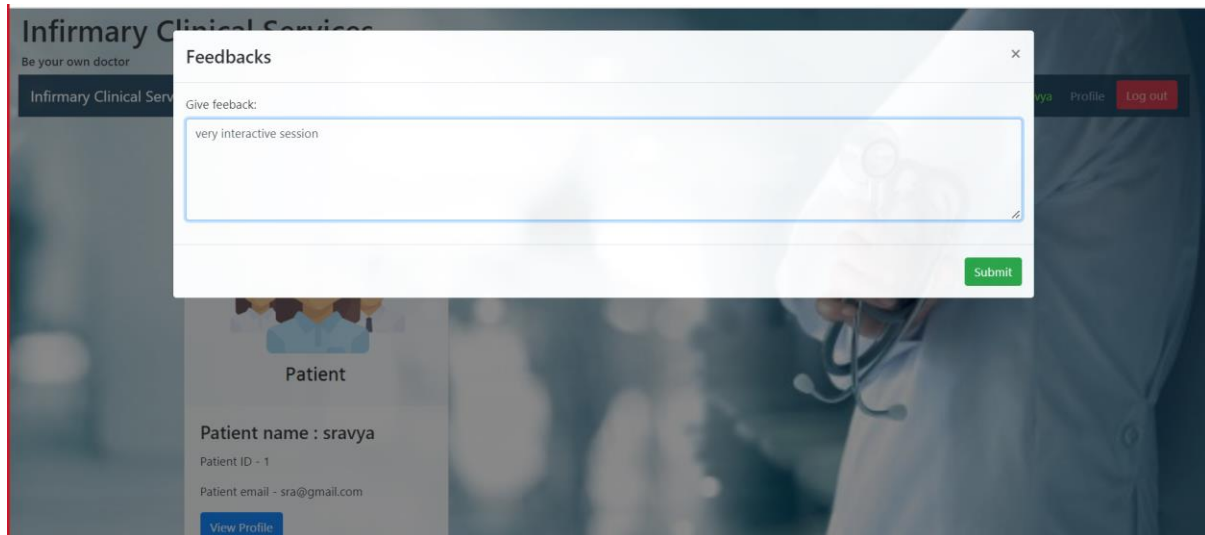 Infirmary Clinical Services
Be your own doctor
Feedbacks ×
Infirmary Clinical Serv
vya Profile Log out
Give feeback:
very interactive session
Submit
Patient
Patient name : sravya
Patient ID - 1
Patient email - sra@gmail.com
View Profile